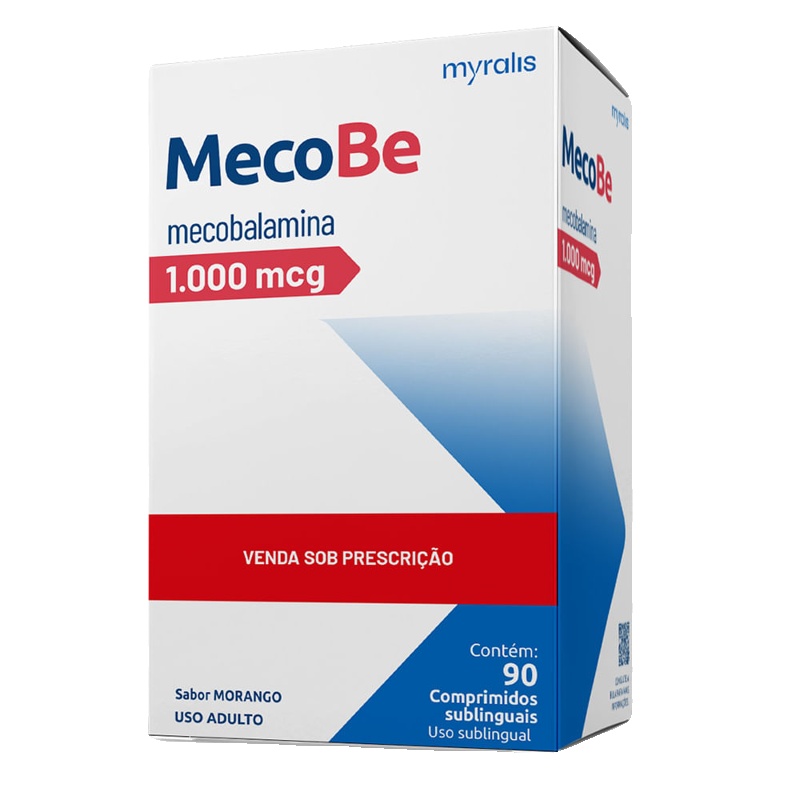 myralis
MecoBe
mecobalamina
1.000 mcg
VENDA SOB PRESCRIÇÃO
Contém:
90
Comprimidos
sublinguais
Uso sublingual
Sabor MORANGO
USO ADULTO
myralis
MecoBe
mecobalamina
1.000 mcg